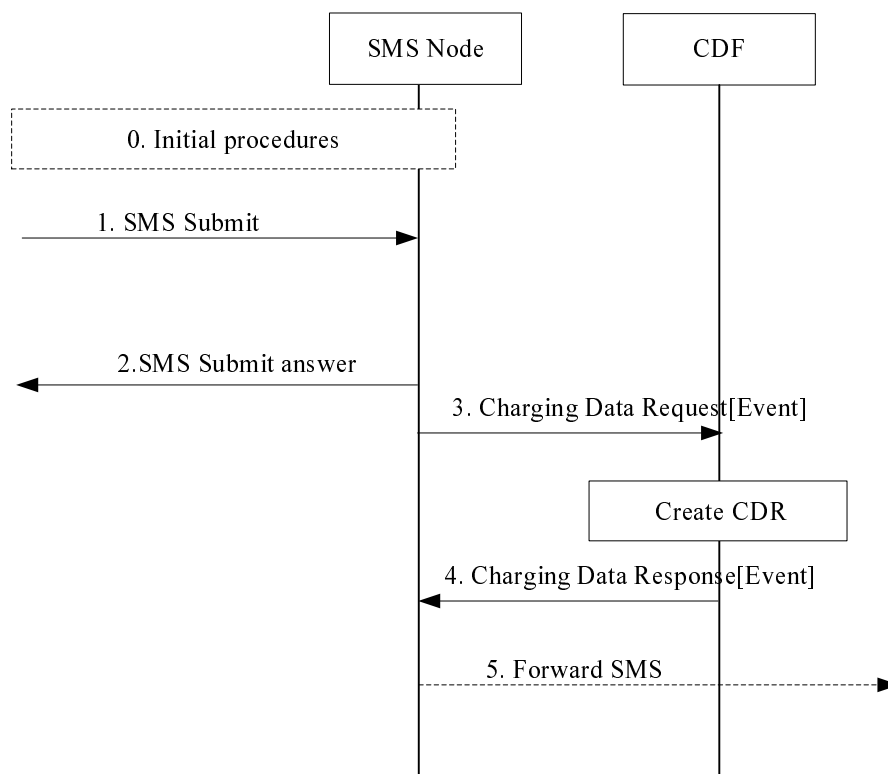 SMS Node
CDF
0. Initial procedures
1. SMS Submit
2.SMS Submit answer
3. Charging Data Request[Event]
Create CDR
4. Charging Data Response[Event]
5. Forward SMS